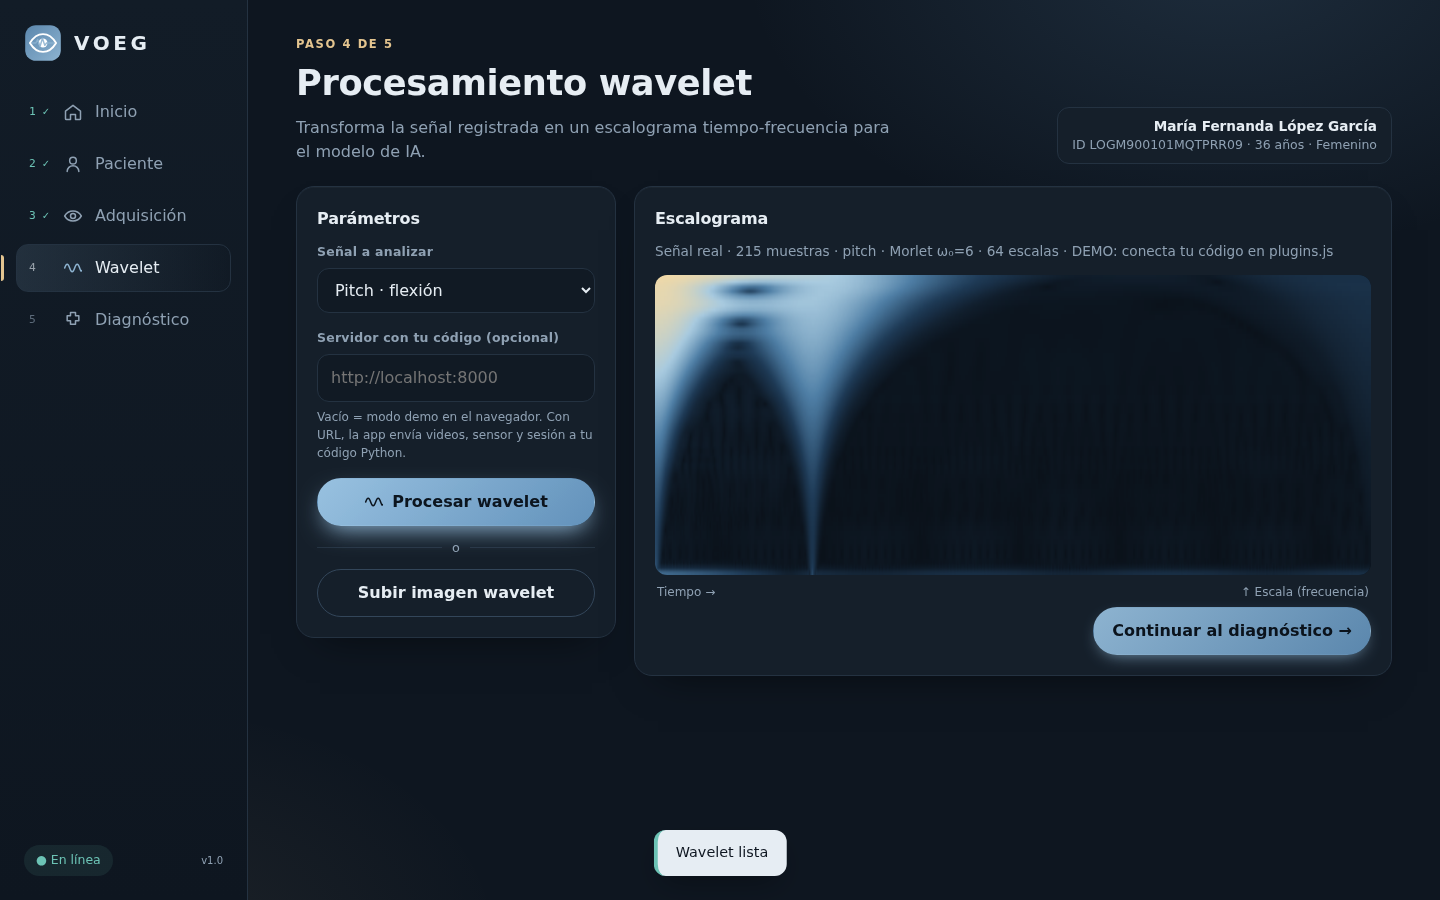 VOEG
1 ✓ Inicio
2 ✓ Paciente
3 ✓ Adquisición
4 Wavelet
5 Diagnóstico
En línea
v1.0
PASO 4 DE 5
Procesamiento wavelet
Transforma la señal registrada en un escalograma tiempo-frecuencia para
el modelo de IA.
María Fernanda López García
ID LOGM900101MQTPRR09 · 36 años · Femenino
Parámetros
Señal a analizar
Pitch · flexión
Servidor con tu código (opcional)
http://localhost:8000
Vacío = modo demo en el navegador. Con
URL, la app envía videos, sensor y sesión a tu
código Python.
Procesar wavelet
o
Subir imagen wavelet
Escalograma
Señal real · 215 muestras · pitch · Morlet ω₀=6 · 64 escalas · DEMO: conecta tu código en plugins.js
Tiempo →
↑ Escala (frecuencia)
Continuar al diagnóstico →
Wavelet lista